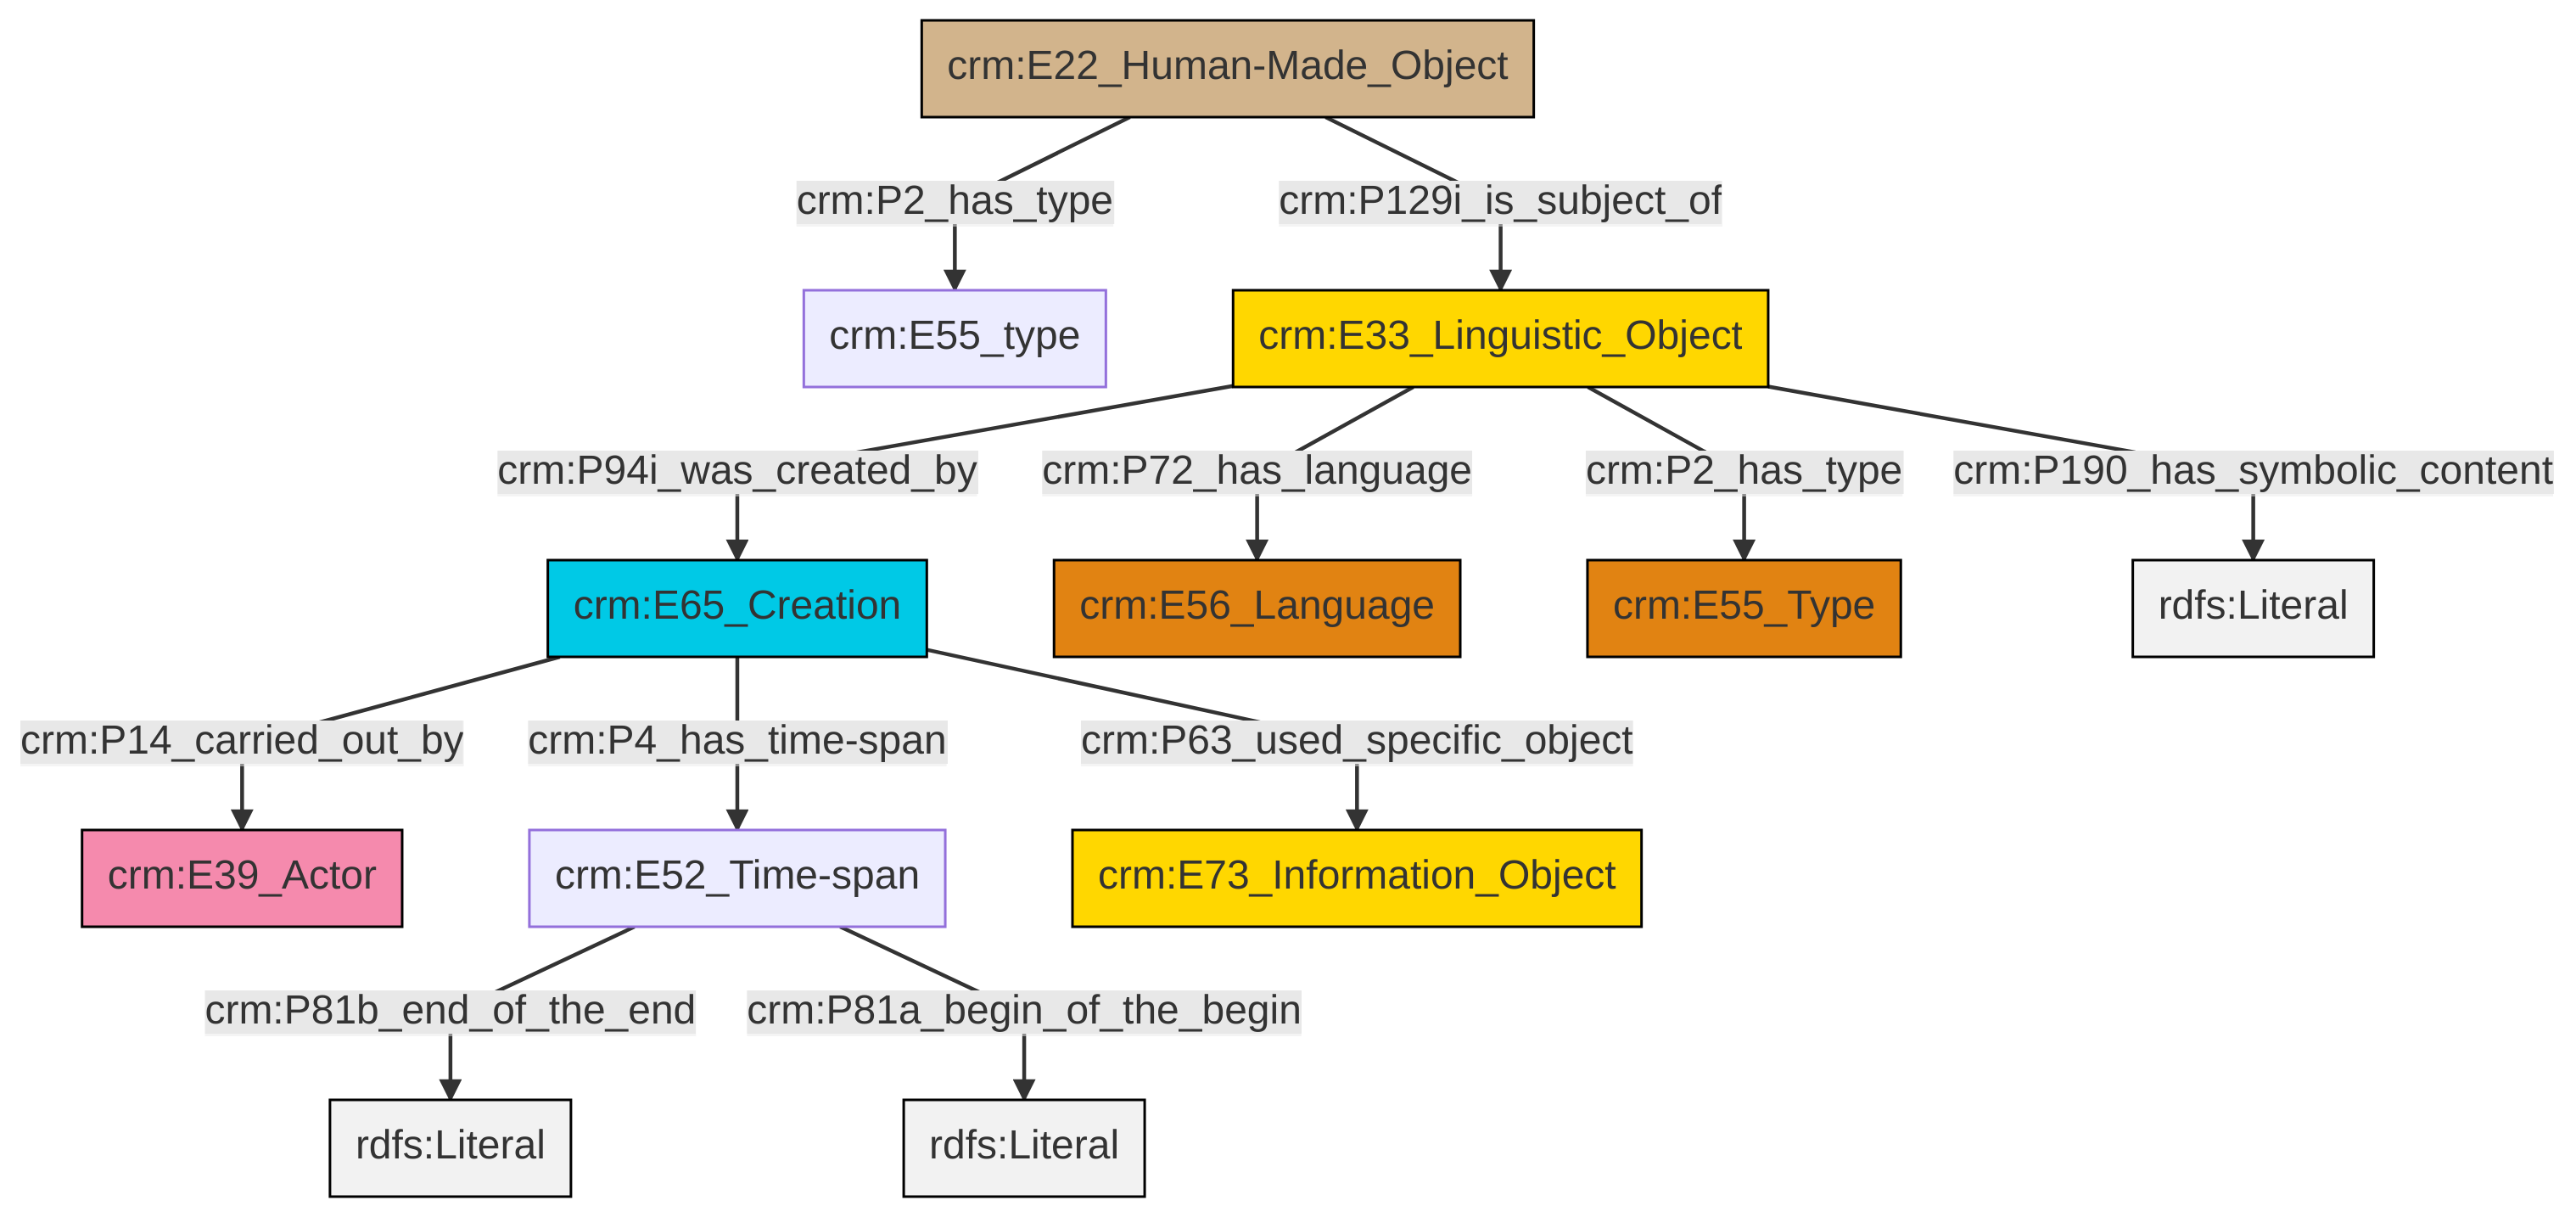 crm:E22_Human-Made_Object
crm:P2_has_type
crm:P129i_is_subject_of
crm:E55_type
crm:E33_Linguistic_Object
crm:P94i_was_created_by
crm:P72_has_language
crm:P2_has_type
crm:P190_has_symbolic_content
crm:E65_Creation
crm:E56_Language
crm:E55_Type
rdfs:Literal
crm:P14_carried_out_by
crm:P4_has_time-span
crm:P63_used_specific_object
crm:E39_Actor
crm:E52_Time-span
crm:E73_Information_Object
crm:P81b_end_of_the_end
crm:P81a_begin_of_the_begin
rdfs:Literal
rdfs:Literal